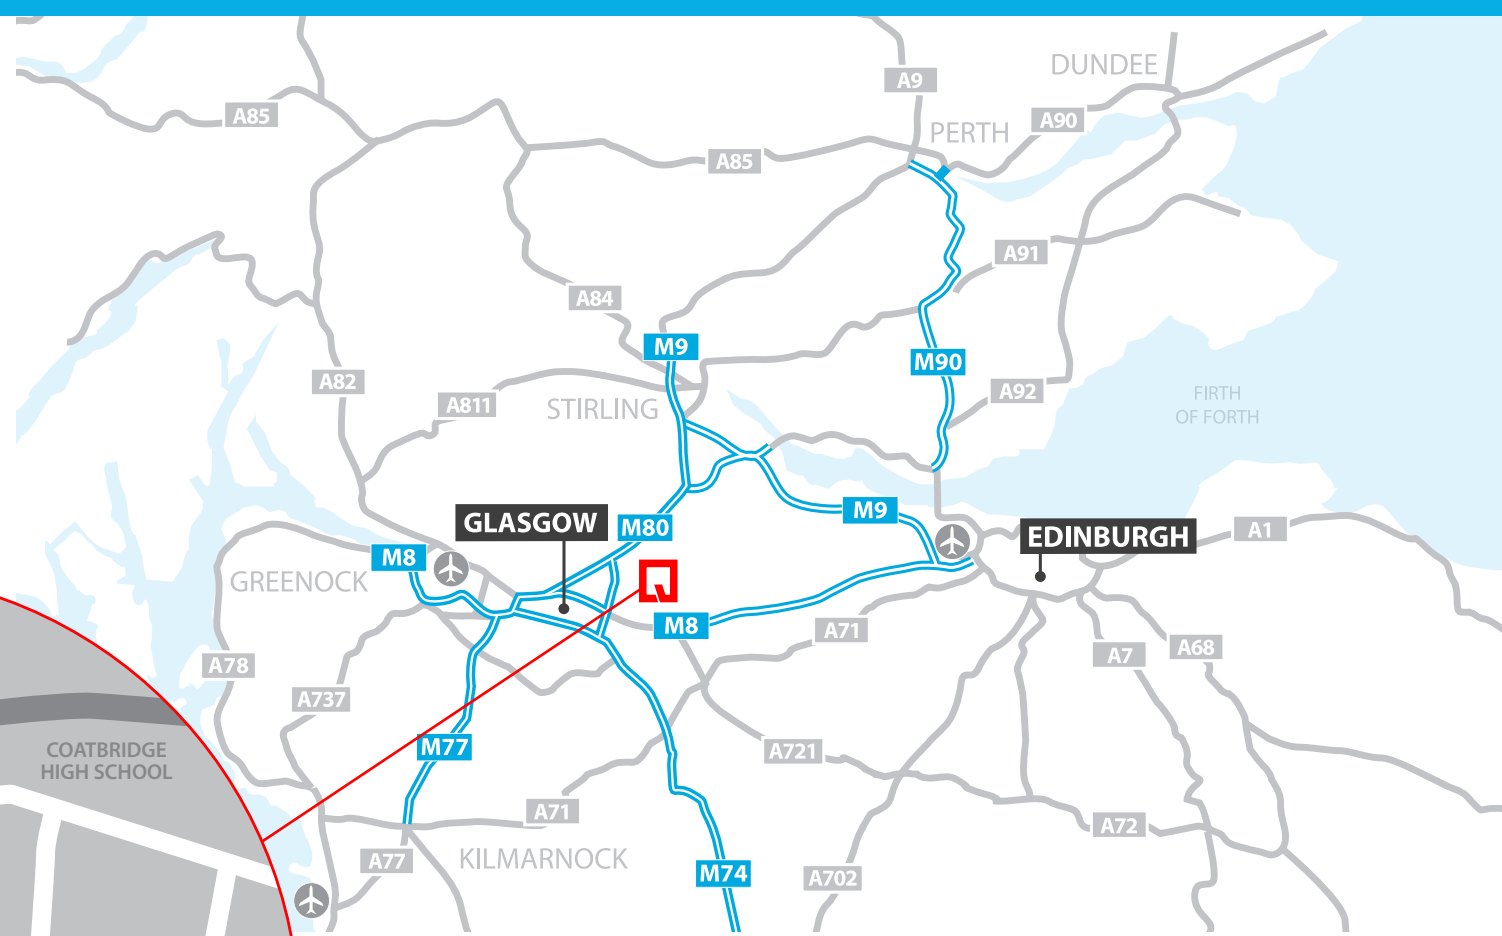 DUNDEE
A9
A85
A90
PERTH
A85
A91
A84
M9
M90
A82
A92
A811
STIRLING
FIRTH
OF FORTH
M9
GLASGOW
M80
A1
EDINBURGH
M8
GREENOCK
M8
A71
A68
A7
A78
A737
M77
A721
COATBRIDGE
HIGH SCHOOL
A71
A72
KILMARNOCK
A77
M74
A702